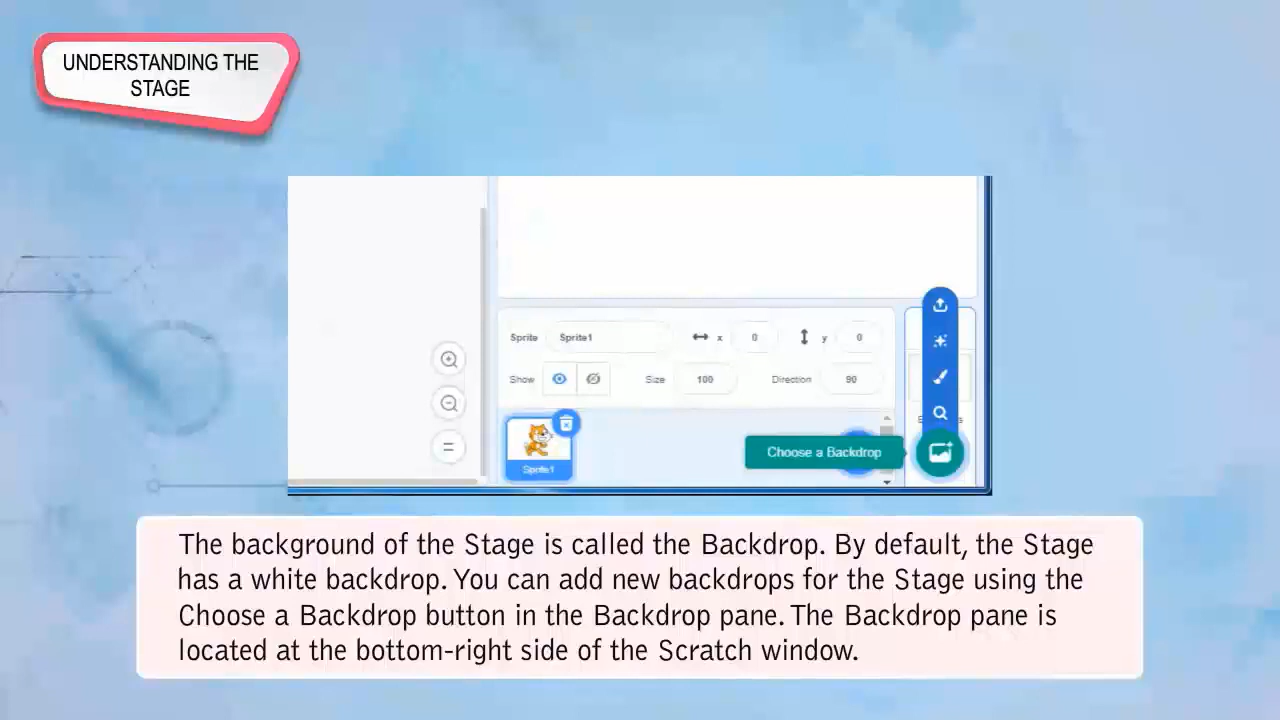 UNDERSTANDING THE
STAGE
Sprite Sprite1 x 0 y 0
Show Size 100 Direction 90
Choose a Backdrop
Sprite1
The background of the Stage is called the Backdrop. By default, the Stage
has a white backdrop. You can add new backdrops for the Stage using the
Choose a Backdrop button in the Backdrop pane. The Backdrop pane is
located at the bottom-right side of the Scratch window.